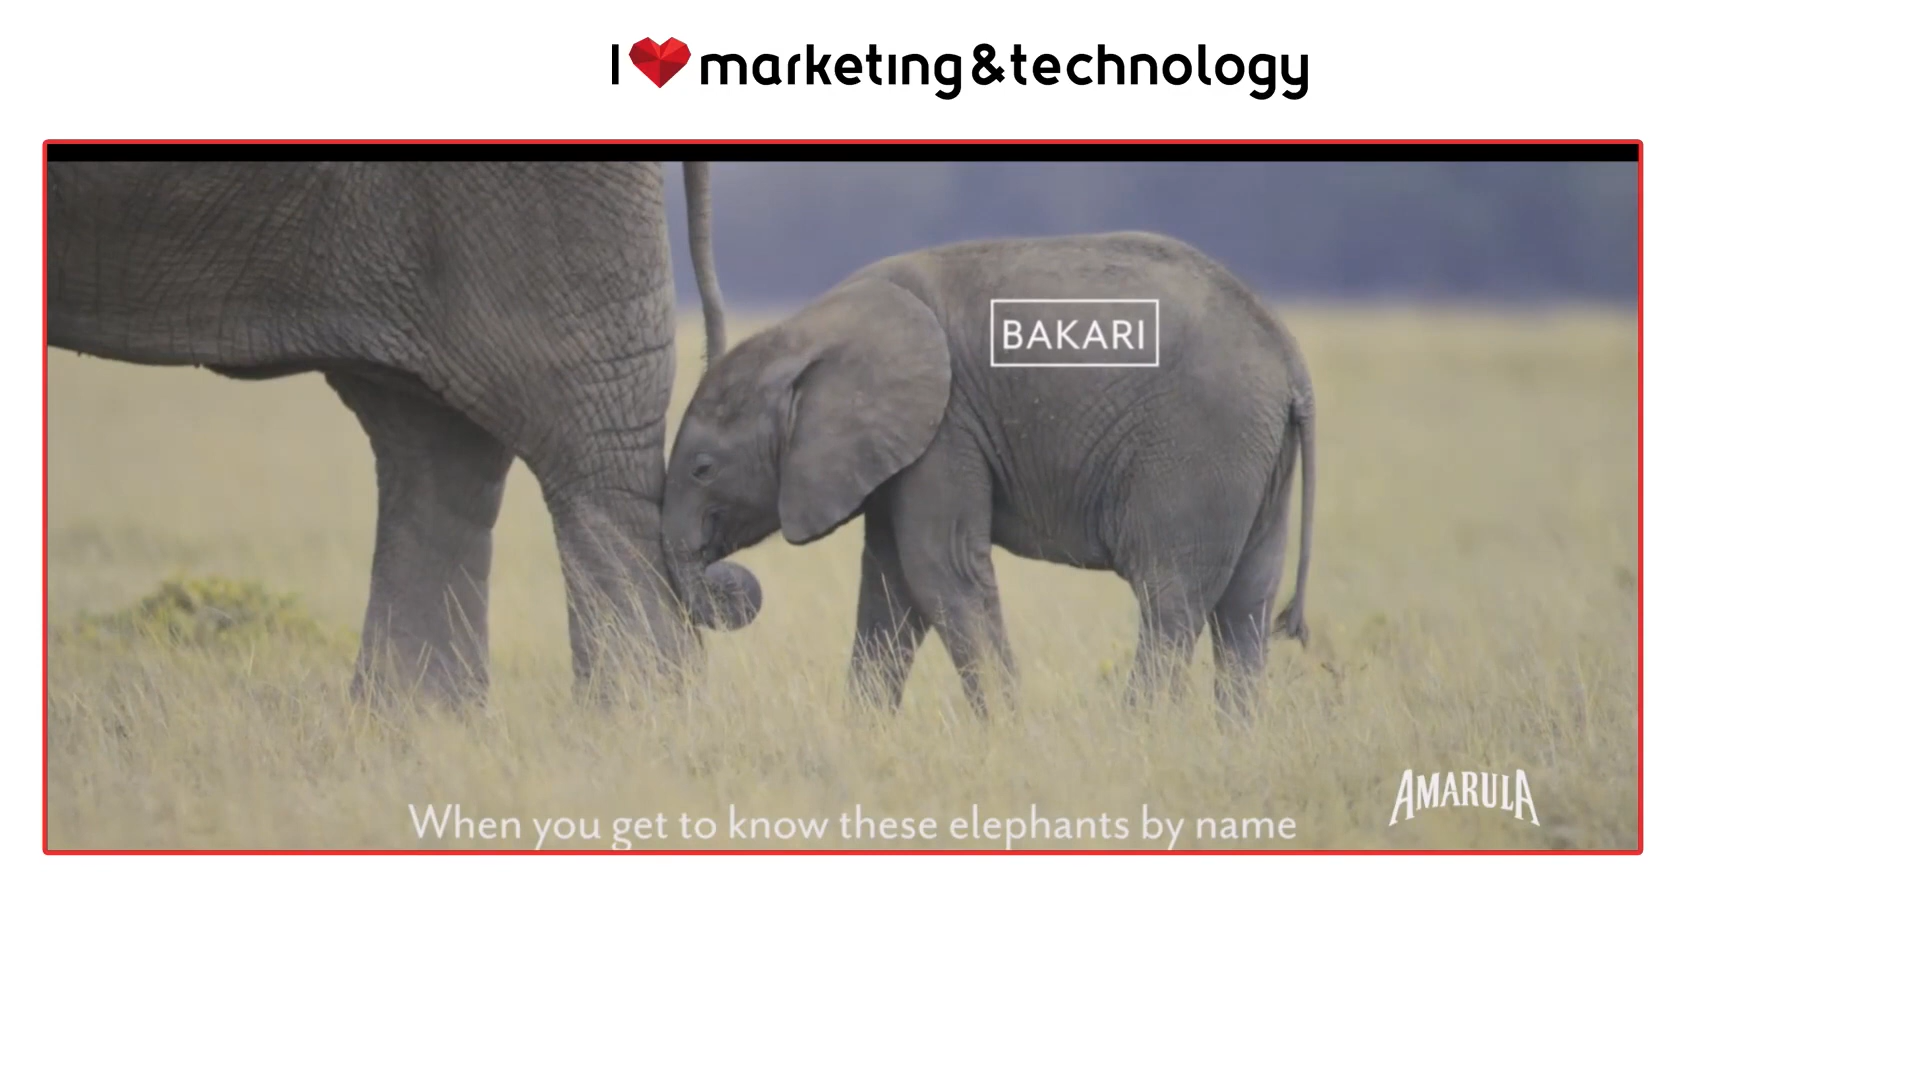 I marketing & technology
BAKARI
AMARULA
When you get to know these elephants by name